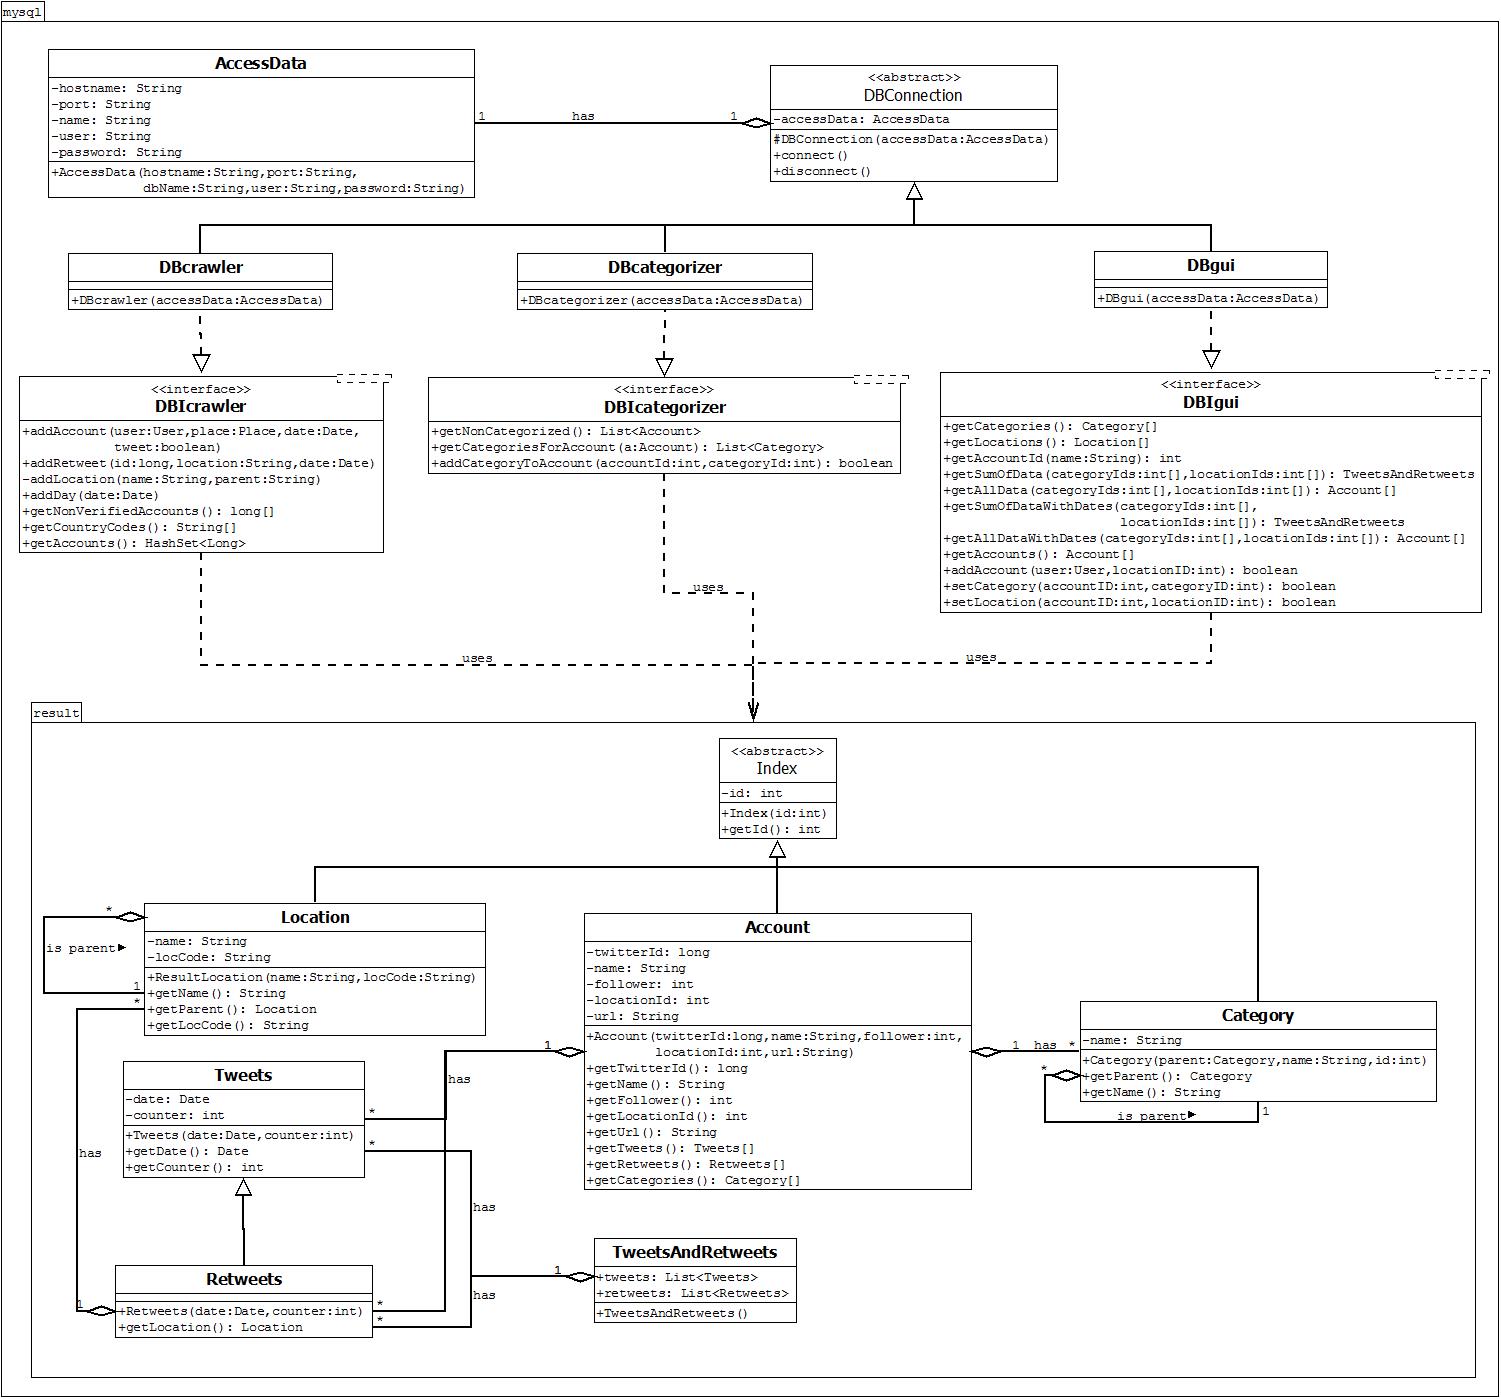 mysql
AccessData
-hostname: String
-port: String
-name: String
-user: String
-password: String
+AccessData(hostname:String,port:String,
dbName:String,user:String,password:String)
1 has 1
<<abstract>>
DBConnection
-accessData: AccessData
#DBConnection(accessData:AccessData)
+connect()
+disconnect()
DBcrawler
+DBcrawler(accessData:AccessData)
DBcategorizer
+DBcategorizer(accessData:AccessData)
DBgui
+DBgui(accessData:AccessData)
<<interface>>
DBIcrawler
+addAccount(user:User,place:Place,date:Date,
tweet:boolean)
+addRetweet(id:long,location:String,date:Date)
-addLocation(name:String,parent:String)
+addDay(date:Date)
+getNonVerifiedAccounts(): long[]
+getCountryCodes(): String[]
+getAccounts(): HashSet<Long>
<<interface>>
DBIcategorizer
+getNonCategorized(): List<Account>
+getCategoriesForAccount(a:Account): List<Category>
+addCategoryToAccount(accountId:int,categoryId:int): boolean
<<interface>>
DBIgui
+getCategories(): Category[]
+getLocations(): Location[]
+getAccountId(name:String): int
+getSumOfData(categoryIds:int[],locationIds:int[]): TweetsAndRetweets
+getAllData(categoryIds:int[],locationIds:int[]): Account[]
+getSumOfDataWithDates(categoryIds:int[],
locationIds:int[]): TweetsAndRetweets
+getAllDataWithDates(categoryIds:int[],locationIds:int[]): Account[]
+getAccounts(): Account[]
+addAccount(user:User,locationID:int): boolean
+setCategory(accountID:int,categoryID:int): boolean
+setLocation(accountID:int,locationID:int): boolean
uses
uses
uses
result
<<abstract>>
Index
-id: int
+Index(id:int)
+getId(): int
Location
-name: String
-locCode: String
+ResultLocation(name:String,locCode:String)
+getName(): String
+getParent(): Location
+getLocCode(): String
*
is parent
1
*
has
1
Account
-twitterId: long
-name: String
-follower: int
-locationId: int
-url: String
+Account(twitterId:long,name:String,follower:int,
locationId:int,url:String)
+getTwitterId(): long
+getName(): String
+getFollower(): int
+getLocationId(): int
+getUrl(): String
+getTweets(): Tweets[]
+getRetweets(): Retweets[]
+getCategories(): Category[]
1 has *
Category
-name: String
+Category(parent:Category,name:String,id:int)
+getParent(): Category
+getName(): String
*
is parent
1
Tweets
-date: Date
-counter: int
+Tweets(date:Date,counter:int)
+getDate(): Date
+getCounter(): int
1
has
*
*
has
1
has
Retweets
+Retweets(date:Date,counter:int)
+getLocation(): Location
*
*
TweetsAndRetweets
+tweets: List<Tweets>
+retweets: List<Retweets>
+TweetsAndRetweets()